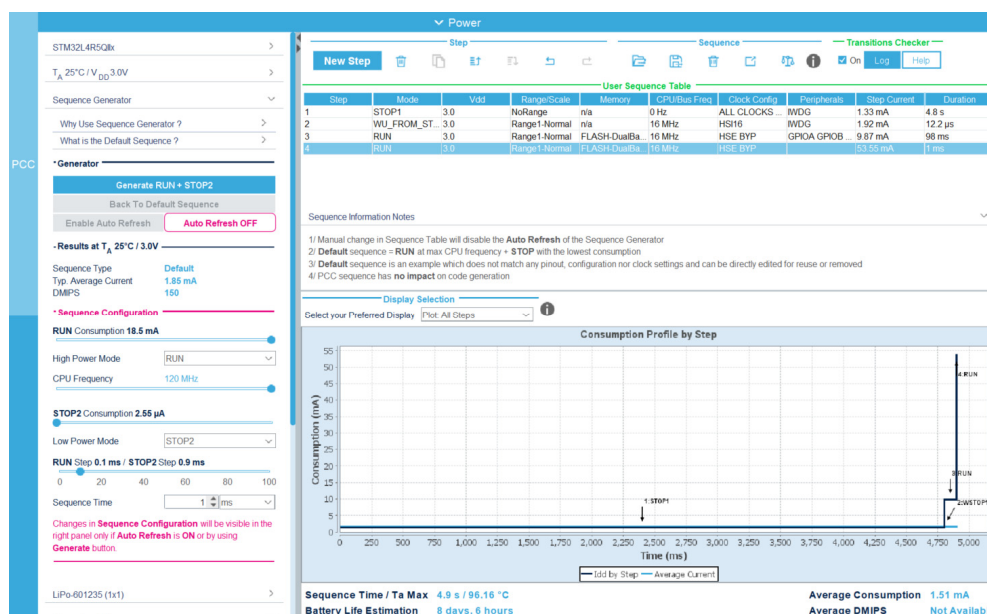 Power
PCC
STM32L4R5QIIx
TA 25°C / VDD 3.0V
Sequence Generator
Why Use Sequence Generator ?
What is the Default Sequence ?
Generator
Generate RUN + STOP2
Back To Default Sequence
Enable Auto Refresh Auto Refresh OFF
Results at TA 25°C / 3.0V
Sequence Type Default
Typ. Average Current 1.85 mA
DMIPS 150
Sequence Configuration
RUN Consumption 18.5 mA
High Power Mode RUN
CPU Frequency 120 MHz
STOP2 Consumption 2.55 µA
Low Power Mode STOP2
RUN Step 0.1 ms / STOP2 Step 0.9 ms
0 20 40 60 80 100
Sequence Time 1 ms
Changes in Sequence Configuration will be visible in the
right panel only if Auto Refresh is ON or by using
Generate button.
LiPo-601235 (1x1)
Step Sequence Transitions Checker
New Step On Log Help
User Sequence Table
Step Mode Vdd Range/Scale Memory CPU/Bus Freq Clock Config Peripherals Step Current Duration
1 STOP1 3.0 NoRange n/a 0 Hz ALL CLOCKS ... IWDG 1.33 mA 4.8 s
2 WU_FROM_ST... 3.0 Range1-Normal n/a 16 MHz HSI16 IWDG 1.92 mA 12.2 µs
3 RUN 3.0 Range1-Normal FLASH-DualBa... 16 MHz HSE BYP GPIOA GPIOB ... 9.87 mA 98 ms
4 RUN 3.0 Range1-Normal FLASH-DualBa... 16 MHz HSE BYP 53.55 mA 1 ms
Sequence Information Notes
1/ Manual change in Sequence Table will disable the Auto Refresh of the Sequence Generator
2/ Default sequence = RUN at max CPU frequency + STOP with the lowest consumption
3/ Default sequence is an example which does not match any pinout, configuration nor clock settings and can be directly edited for reuse or removed
4/ PCC sequence has no impact on code generation
Display Selection
Select your Preferred Display Plot: All Steps
Consumption Profile by Step
Consumption (mA)
55
50
45
40
35
30
25
20
15
10
5
0
4:RUN
3:RUN
1:STOP1
2:WSTOP1
0 250 500 750 1,000 1,250 1,500 1,750 2,000 2,250 2,500 2,750 3,000 3,250 3,500 3,750 4,000 4,250 4,500 4,750 5,000
Time (ms)
Idd by Step Average Current
Sequence Time / Ta Max 4.9 s / 96.16 °C Average Consumption 1.51 mA
Battery Life Estimation 8 days, 6 hours Average DMIPS Not Availab